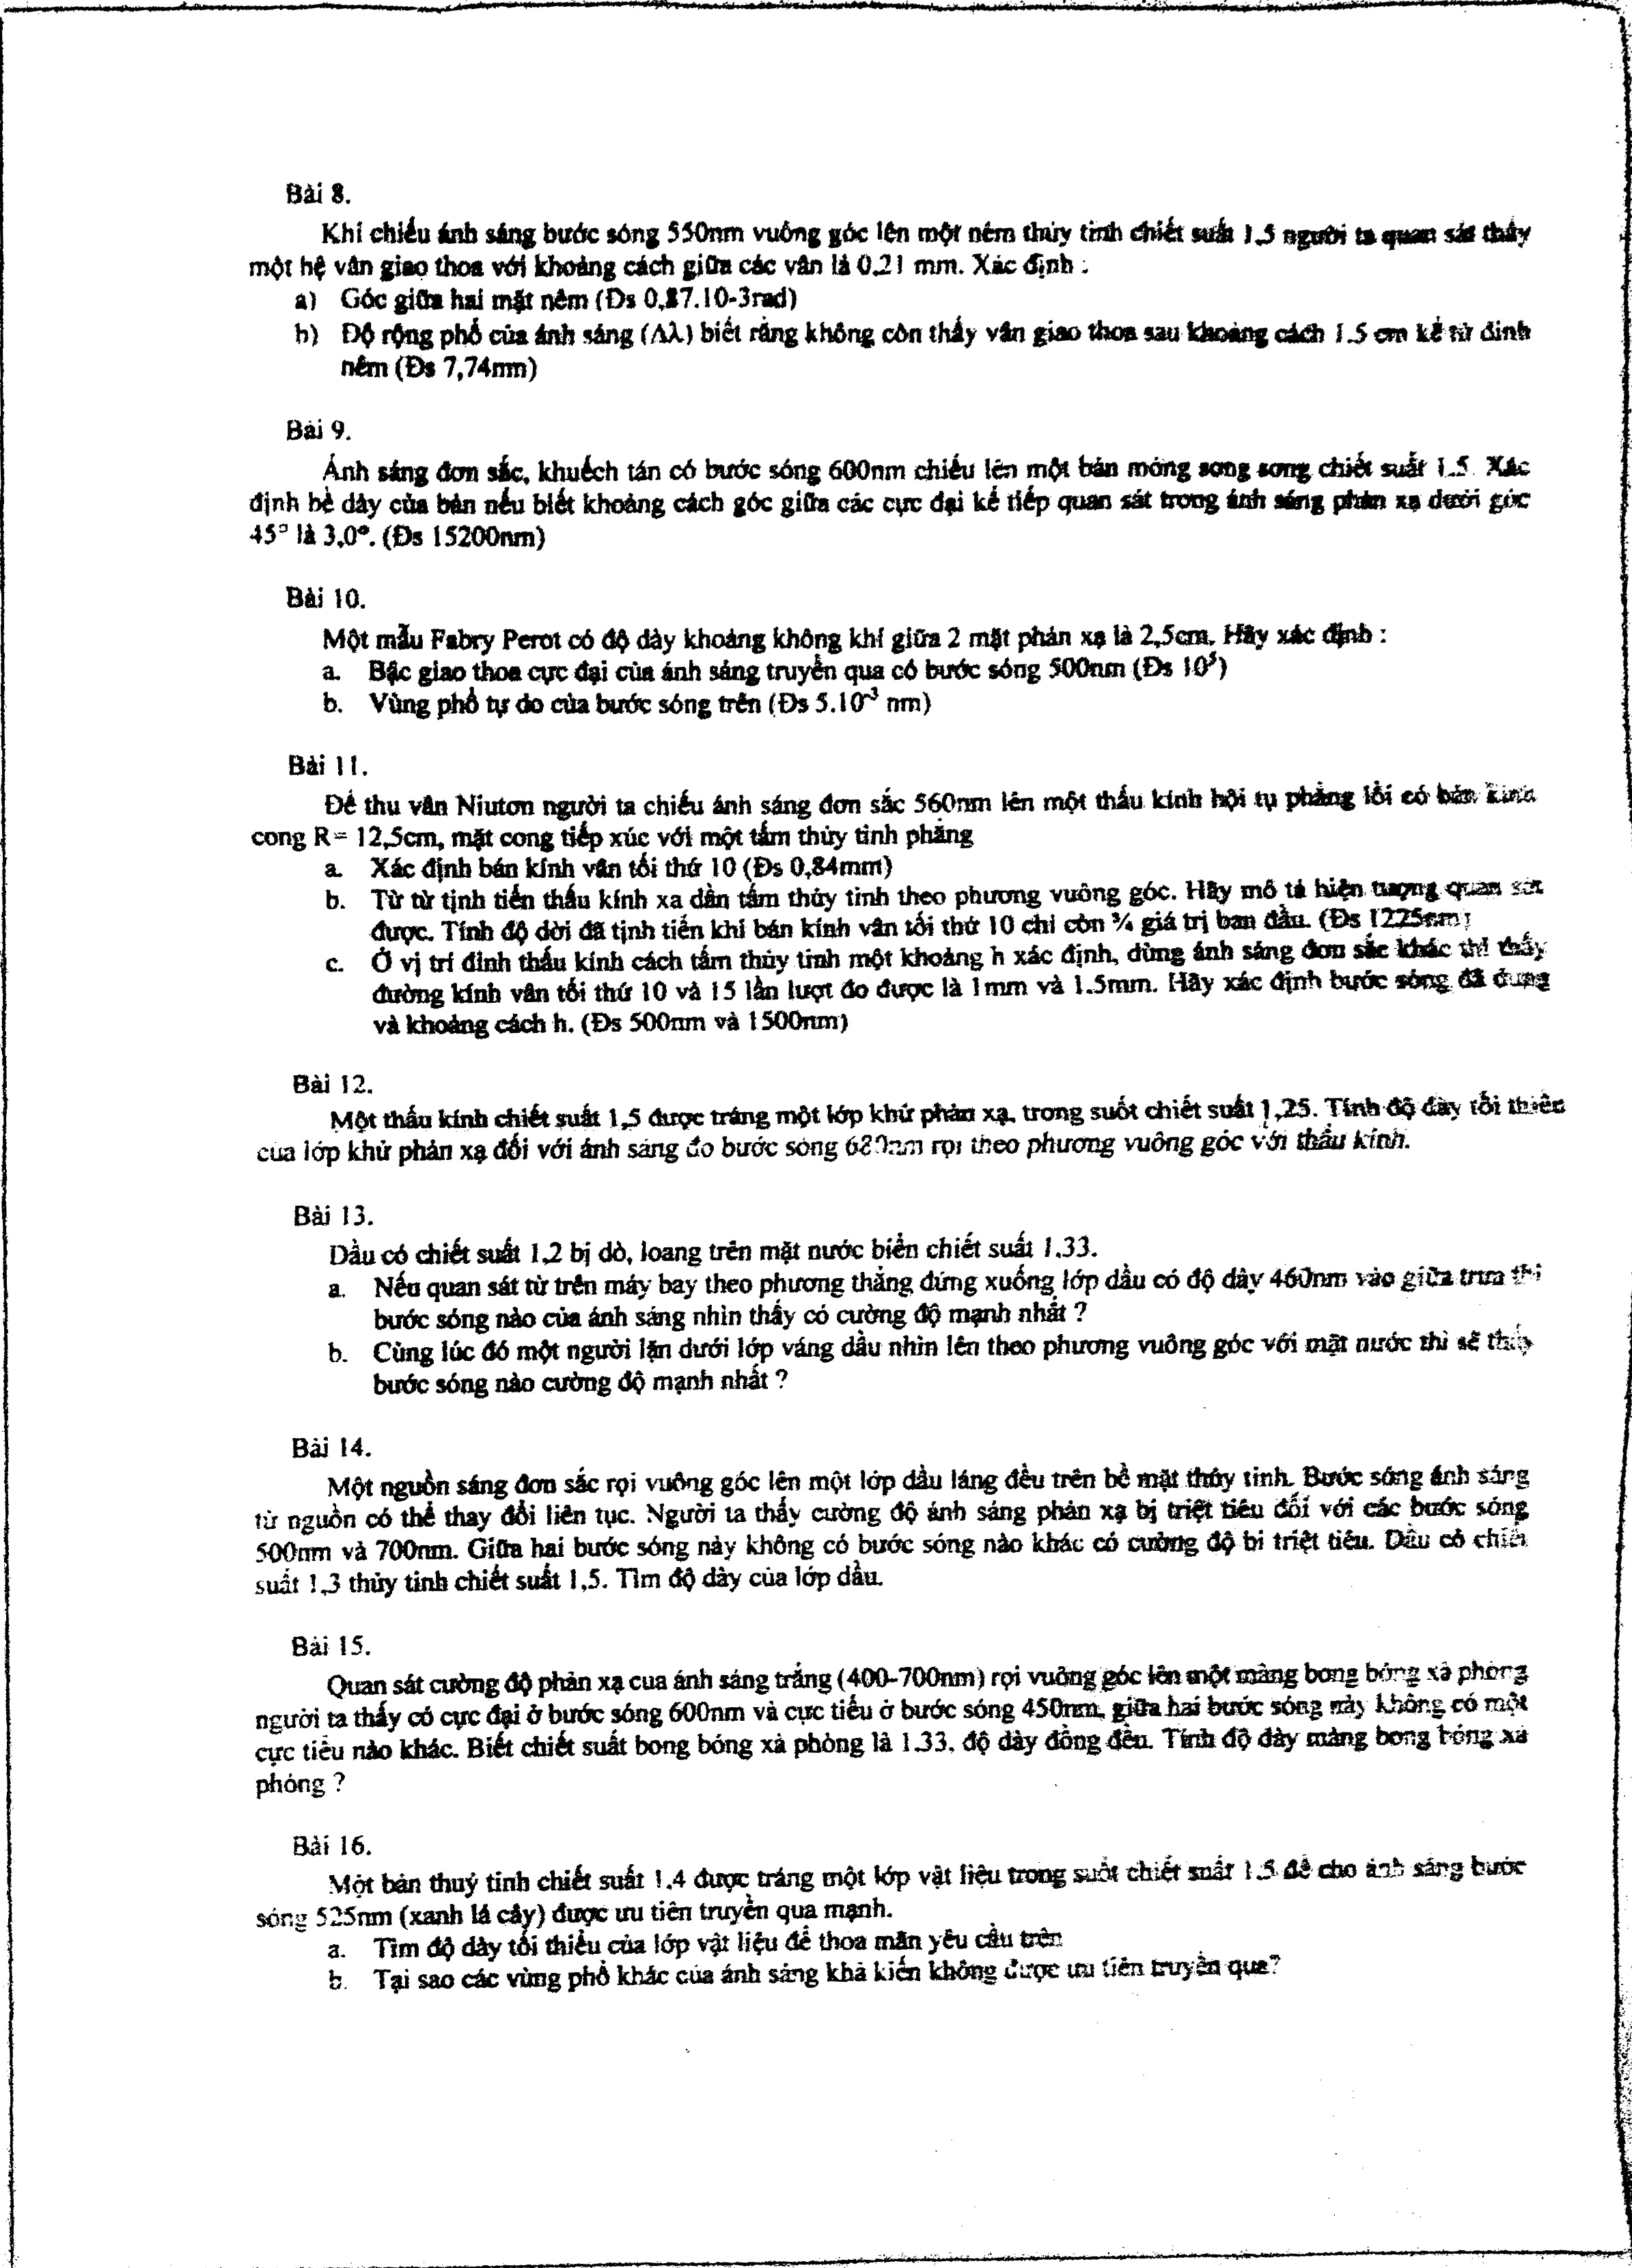 Bài 8.
Khi chiếu ánh sáng bước sóng 550nm vuông góc lên một nêm thủy tinh chiết suất 1,5 người ta quan sát thấy
một hệ vân giao thoa với khoảng cách giữa các vân là 0,21 mm. Xác định :
a) Góc giữa hai mặt nêm (Đs 0,87.10-3rad)
b) Độ rộng phổ của ánh sáng (Δλ) biết rằng không còn thấy vân giao thoa sau khoảng cách 1.5 cm kể từ đỉnh
nêm (Đs 7,74nm)
Bài 9.
Ánh sáng đơn sắc, khuếch tán có bước sóng 600nm chiếu lên một bản mỏng song song chiết suất 1.5. Xác
định bề dày của bản nếu biết khoảng cách góc giữa các cực đại kế tiếp quan sát trong ánh sáng phản xạ dưới góc
45° là 3,0°. (Đs 15200nm)
Bài 10.
Một mẫu Fabry Perot có độ dày khoảng không khí giữa 2 mặt phản xạ là 2,5cm. Hãy xác định :
a. Bậc giao thoa cực đại của ánh sáng truyền qua có bước sóng 500nm (Đs 10⁵)
b. Vùng phổ tự do của bước sóng trên (Đs 5.10⁻³ nm)
Bài 11.
Để thu vân Niutơn người ta chiếu ánh sáng đơn sắc 560nm lên một thấu kính hội tụ phẳng lồi có bán kính
cong R= 12,5cm, mặt cong tiếp xúc với một tấm thủy tinh phẳng
a. Xác định bán kính vân tối thứ 10 (Đs 0,84mm)
b. Từ từ tịnh tiến thấu kính xa dần tấm thủy tinh theo phương vuông góc. Hãy mô tả hiện tượng quan sát
được. Tính độ dời đã tịnh tiến khi bán kính vân tối thứ 10 chỉ còn ¾ giá trị ban đầu. (Đs 1225nm)
c. Ở vị trí đỉnh thấu kính cách tấm thủy tinh một khoảng h xác định, dùng ánh sáng đơn sắc khác thì thấy
đường kính vân tối thứ 10 và 15 lần lượt đo được là 1mm và 1.5mm. Hãy xác định bước sóng đã dùng
và khoảng cách h. (Đs 500nm và 1500nm)
Bài 12.
Một thấu kính chiết suất 1,5 được tráng một lớp khử phản xạ, trong suốt chiết suất 1,25. Tính độ dày tối thiểu
của lớp khử phản xạ đối với ánh sáng đỏ bước sóng 680nm rọi theo phương vuông góc với thấu kính.
Bài 13.
Dầu có chiết suất 1,2 bị dò, loang trên mặt nước biển chiết suất 1.33.
a. Nếu quan sát từ trên máy bay theo phương thẳng đứng xuống lớp dầu có độ dày 460nm vào giữa trưa thì
bước sóng nào của ánh sáng nhìn thấy có cường độ mạnh nhất ?
b. Cùng lúc đó một người lặn dưới lớp váng dầu nhìn lên theo phương vuông góc với mặt nước thì sẽ thấy
bước sóng nào cường độ mạnh nhất ?
Bài 14.
Một nguồn sáng đơn sắc rọi vuông góc lên một lớp dầu láng đều trên bề mặt thủy tinh. Bước sóng ánh sáng
từ nguồn có thể thay đổi liên tục. Người ta thấy cường độ ánh sáng phản xạ bị triệt tiêu đối với các bước sóng
500nm và 700nm. Giữa hai bước sóng này không có bước sóng nào khác có cường độ bị triệt tiêu. Dầu có chiết
suất 1,3 thủy tinh chiết suất 1,5. Tìm độ dày của lớp dầu.
Bài 15.
Quan sát cường độ phản xạ cua ánh sáng trắng (400-700nm) rọi vuông góc lên một màng bong bóng xà phòng
người ta thấy có cực đại ở bước sóng 600nm và cực tiểu ở bước sóng 450nm, giữa hai bước sóng này không có một
cực tiểu nào khác. Biết chiết suất bong bóng xà phòng là 1.33, độ dày đồng đều. Tính độ dày màng bong bóng xà
phòng ?
Bài 16.
Một bản thuỷ tinh chiết suất 1.4 được tráng một lớp vật liệu trong suốt chiết suất 1.5 để cho ánh sáng bước
sóng 525nm (xanh lá cây) được ưu tiên truyền qua mạnh.
a. Tìm độ dày tối thiểu của lớp vật liệu để thoa mãn yêu cầu trên
b. Tại sao các vùng phổ khác của ánh sáng khả kiến không được ưu tiên truyền qua?